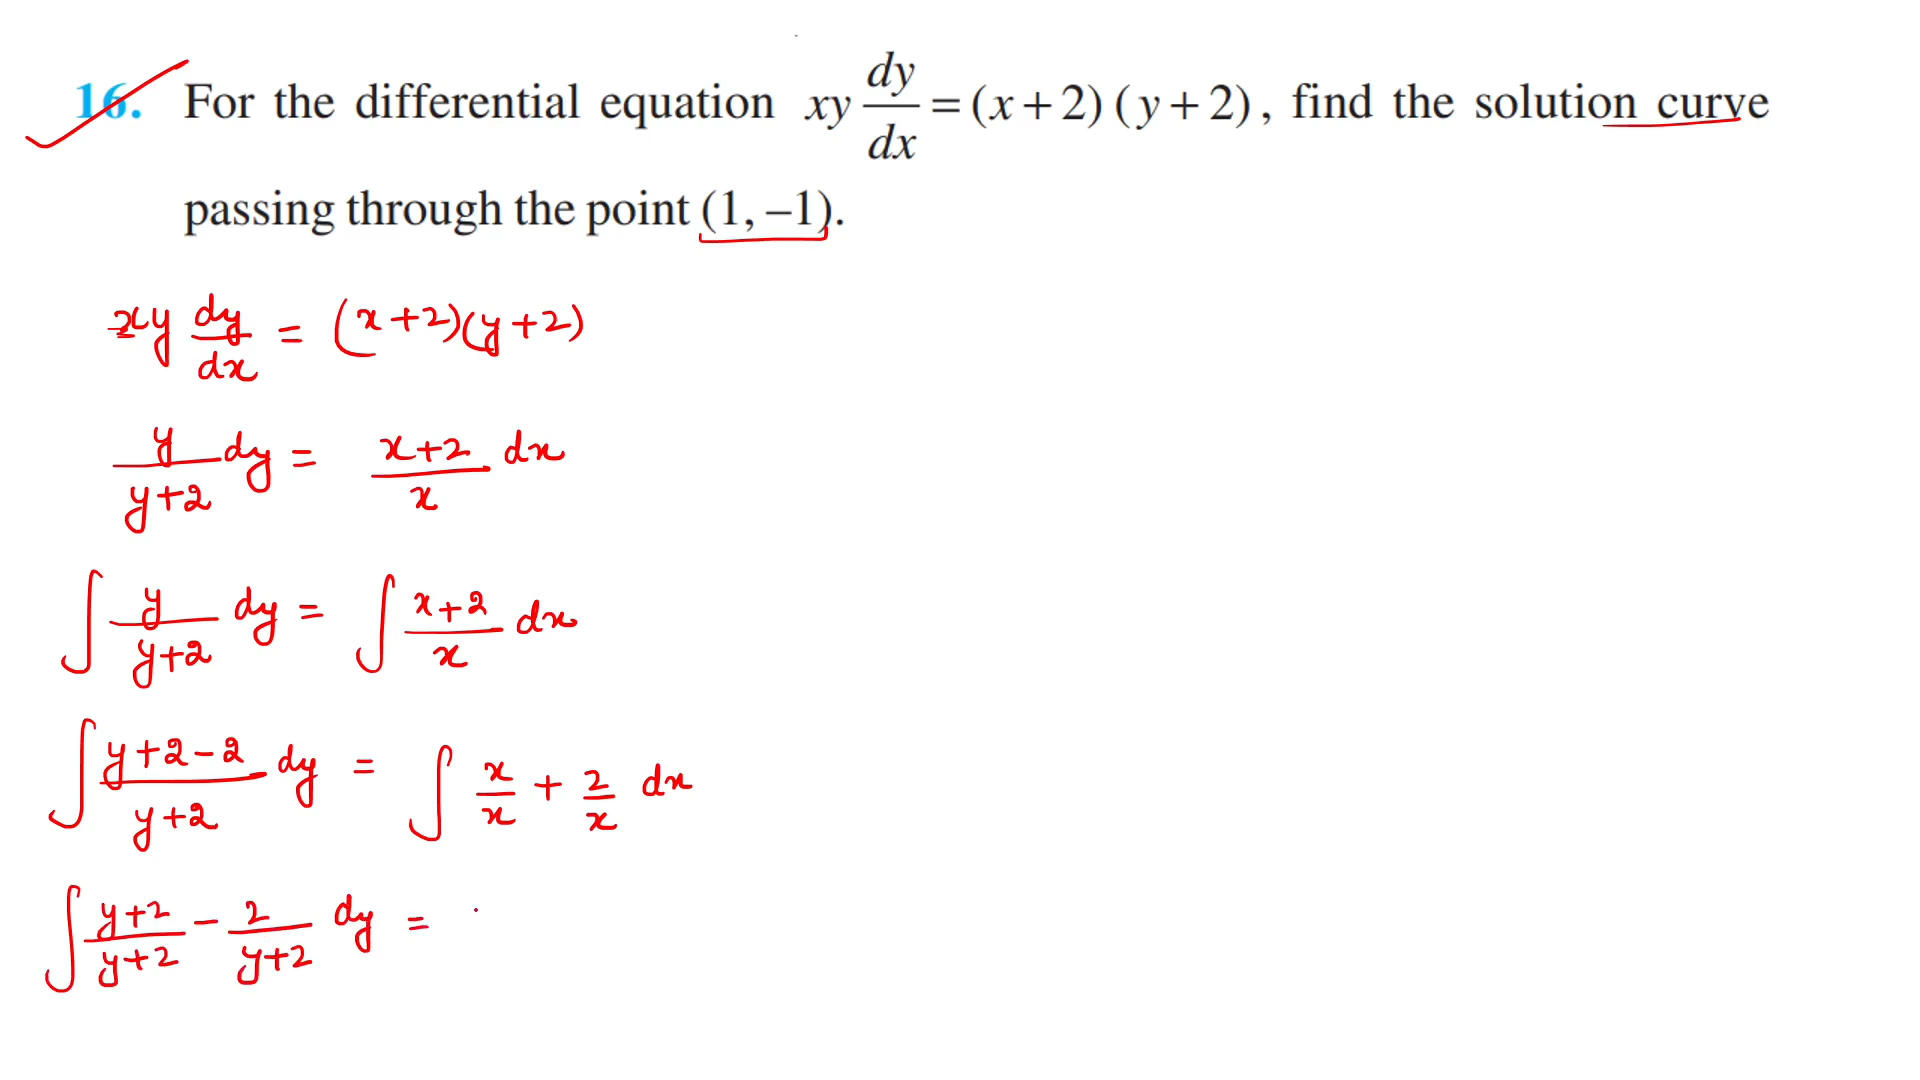 16. For the differential equation xy dy/dx = (x + 2) (y + 2), find the solution curve
passing through the point (1, –1).
xy dy/dx = (x+2)(y+2)
y/(y+2) dy = (x+2)/x dx
∫ y/(y+2) dy = ∫ (x+2)/x dx
∫ (y+2-2)/(y+2) dy = ∫ x/x + 2/x dx
∫ (y+2)/(y+2) - 2/(y+2) dy =